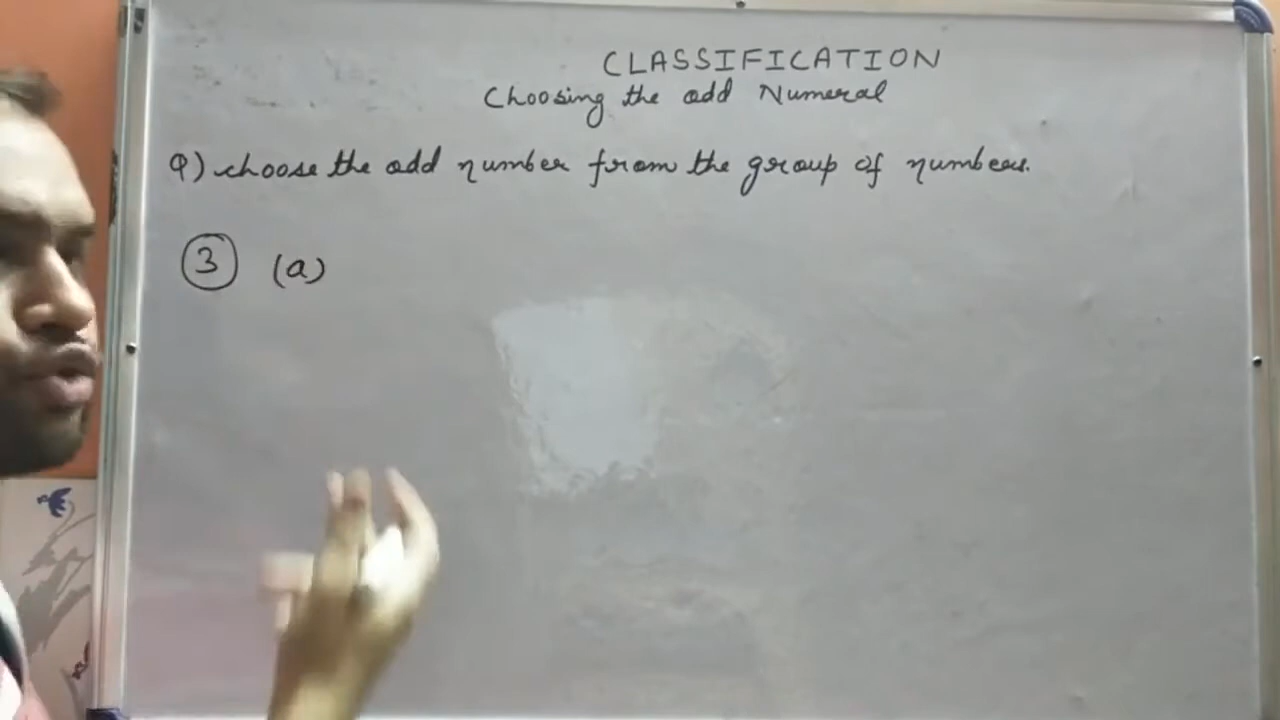 CLASSIFICATION
Choosing the odd Numeral
Q) choose the odd number from the group of numbers.
3 (a)